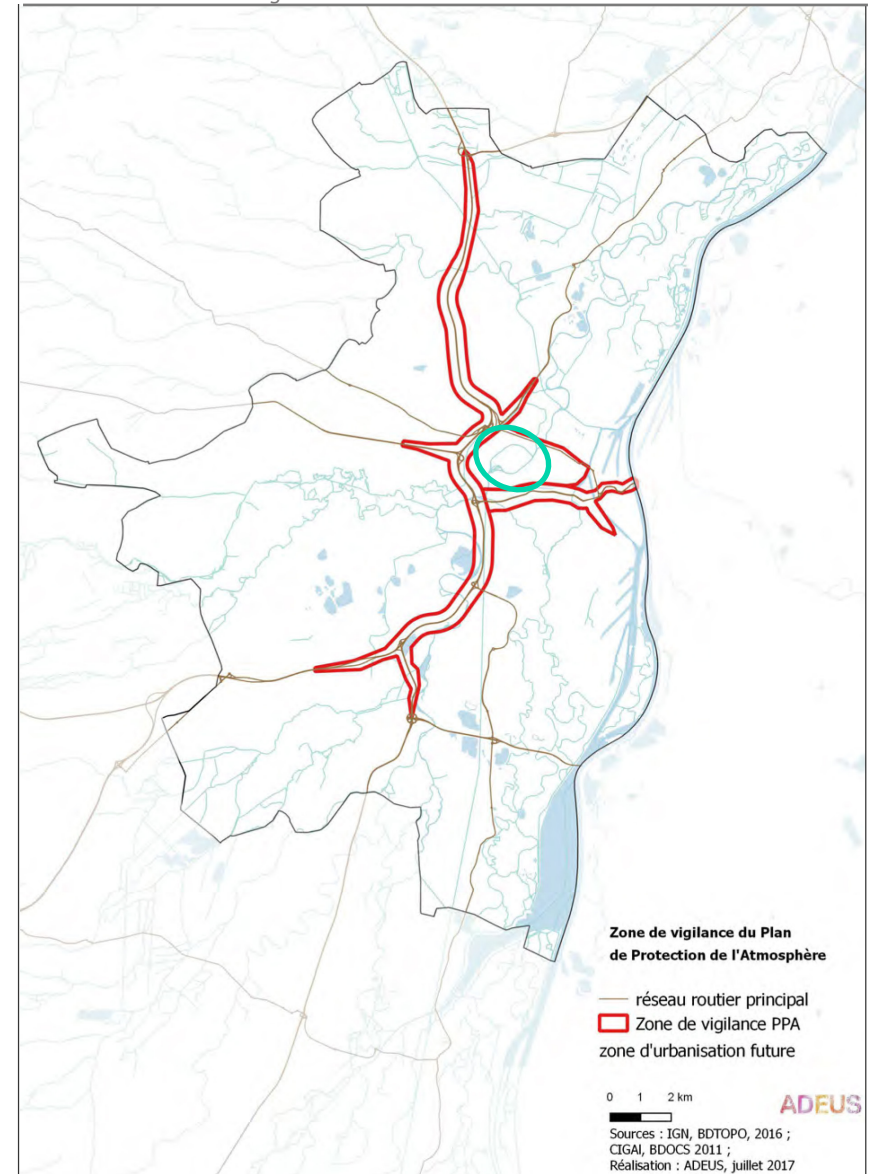 Zone de vigilance du Plan
de Protection de l'Atmosphère
réseau routier principal
Zone de vigilance PPA
zone d'urbanisation future
0 1 2 km
ADEUS
Sources : IGN, BDTOPO, 2016 ;
CIGAl, BDOCS 2011 ;
Réalisation : ADEUS, juillet 2017